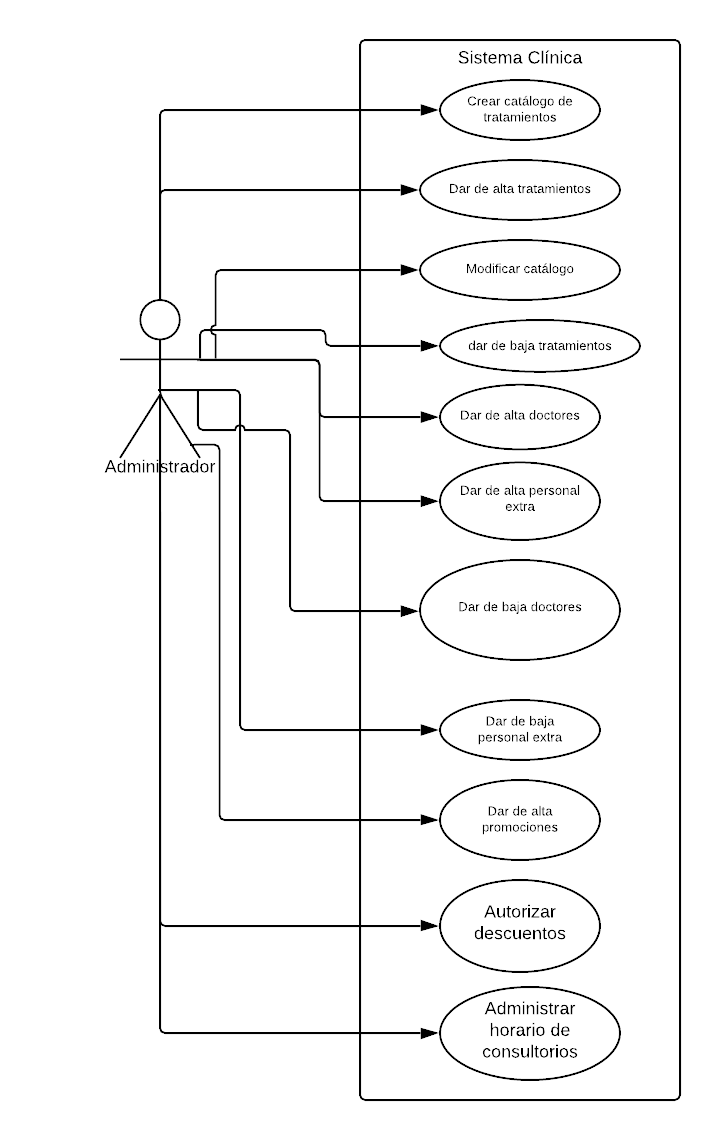 Sistema Clínica
Crear catálogo de
tratamientos
Dar de alta tratamientos
Modificar catálogo
dar de baja tratamientos
Dar de alta doctores
Administrador
Dar de alta personal
extra
Dar de baja doctores
Dar de baja
personal extra
Dar de alta
promociones
Autorizar
descuentos
Administrar
horario de
consultorios